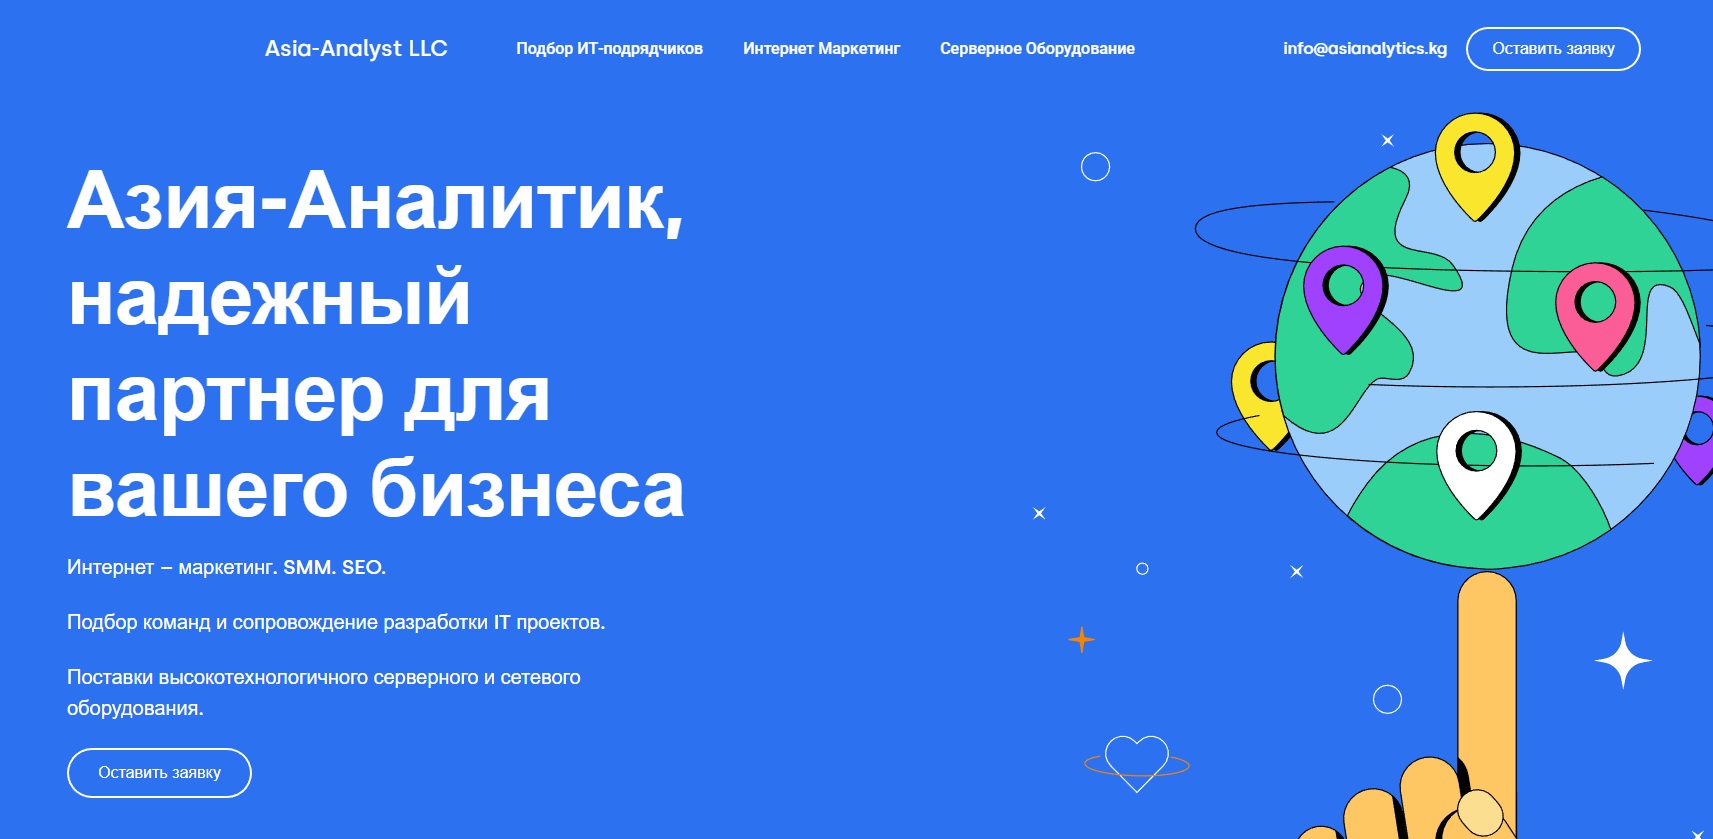 Asia-Analyst LLC
Подбор ИТ-подрядчиков
Интернет Маркетинг
Серверное Оборудование
info@asianalytics.kg
Оставить заявку
Азия-Аналитик,
надежный
партнер для
вашего бизнеса
Интернет – маркетинг. SMM. SEO.
Подбор команд и сопровождение разработки IT проектов.
Поставки высокотехнологичного серверного и сетевого
оборудования.
Оставить заявку